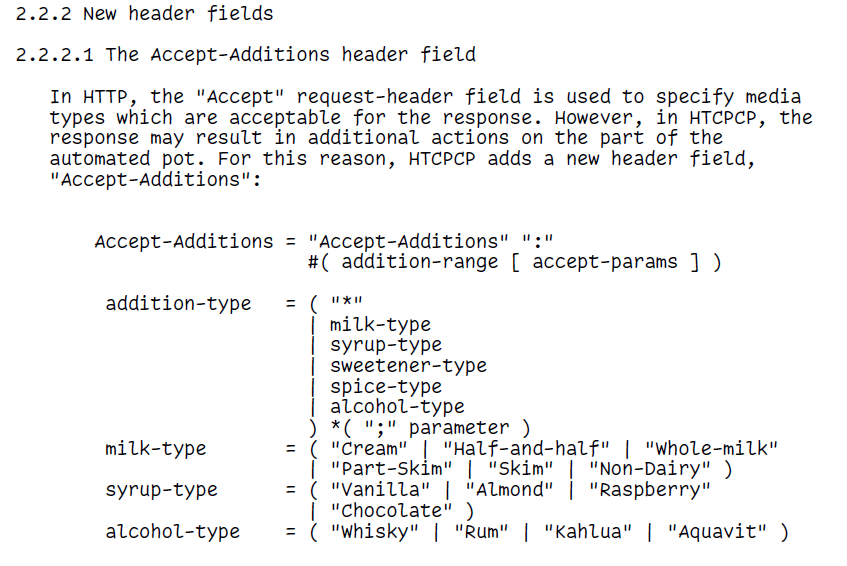 2.2.2 New header fields
2.2.2.1 The Accept-Additions header field
In HTTP, the "Accept" request-header field is used to specify media
types which are acceptable for the response. However, in HTCPCP, the
response may result in additional actions on the part of the
automated pot. For this reason, HTCPCP adds a new header field,
"Accept-Additions":
Accept-Additions = "Accept-Additions" ":"
#( addition-range [ accept-params ] )
addition-type = ( "*"
| milk-type
| syrup-type
| sweetener-type
| spice-type
| alcohol-type
) *( ";" parameter )
milk-type = ( "Cream" | "Half-and-half" | "Whole-milk"
| "Part-Skim" | "Skim" | "Non-Dairy" )
syrup-type = ( "Vanilla" | "Almond" | "Raspberry"
| "Chocolate" )
alcohol-type = ( "Whisky" | "Rum" | "Kahlua" | "Aquavit" )